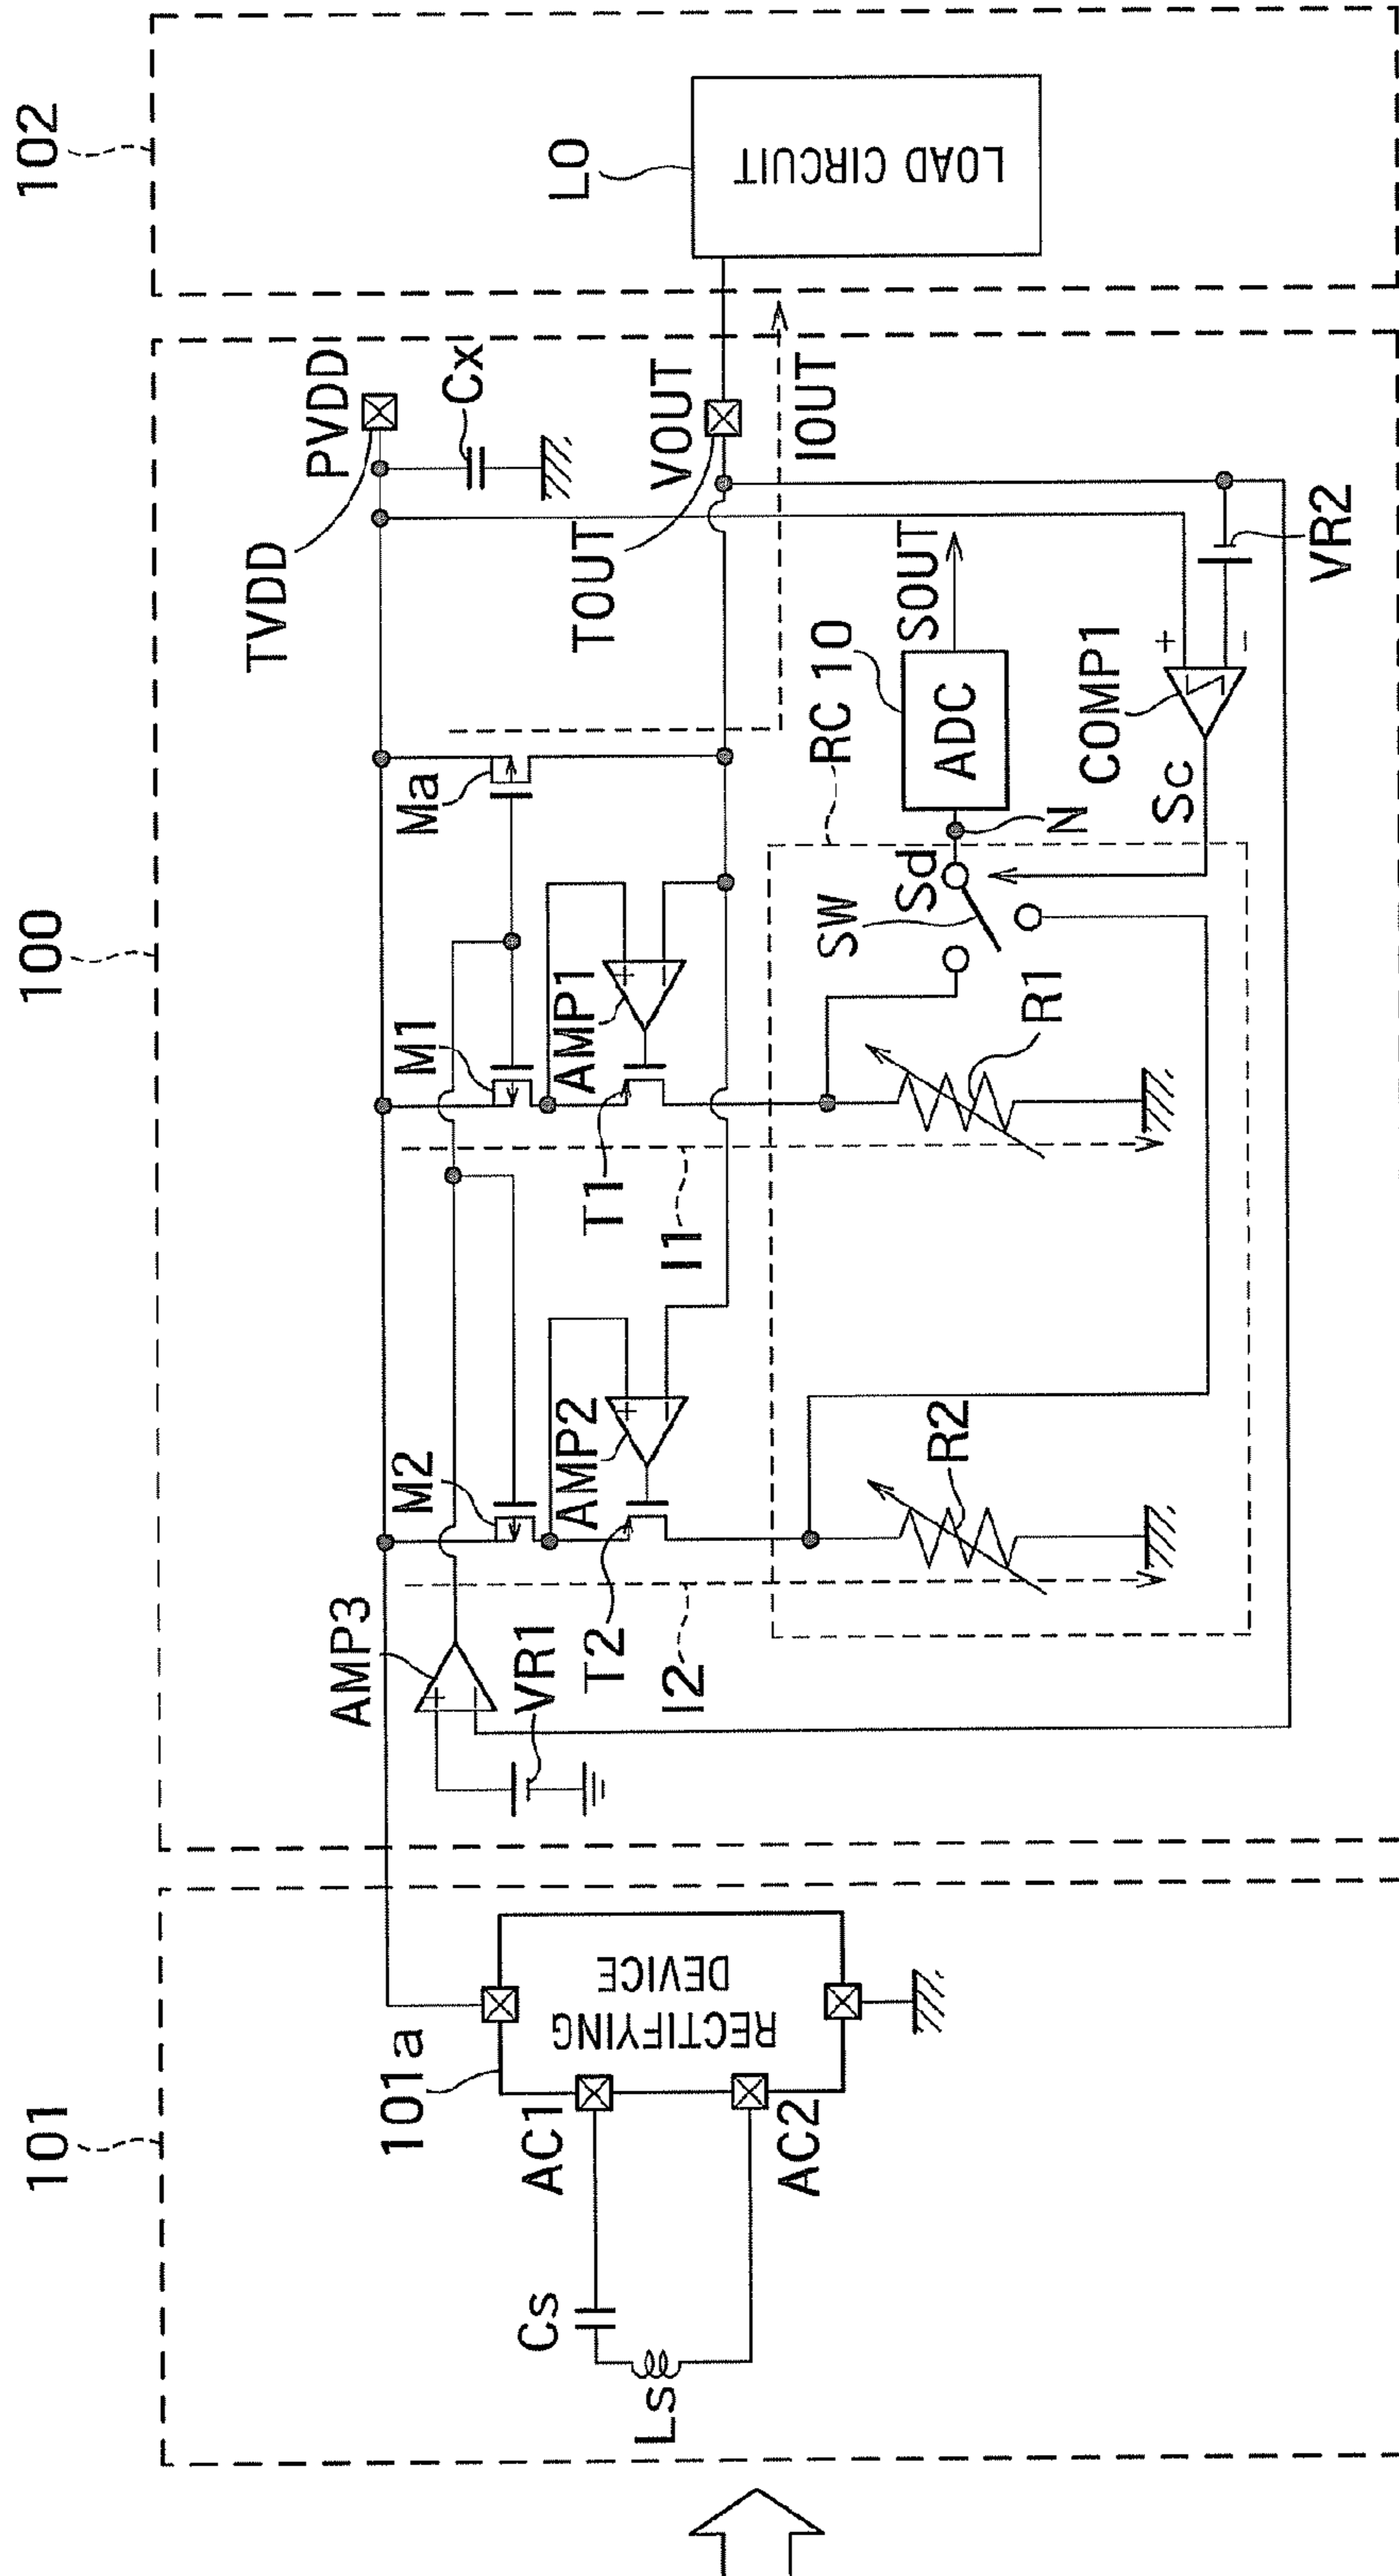 101
100
102
101a
RECTIFYING
DEVICE
AC1
AC2
Cs
Ls
AMP3
+
−
VR1
M2
T2
AMP2
+
−
I2
R2
M1
T1
AMP1
+
−
I1
R1
Ma
TVDD
PVDD
Cx
TOUT
VOUT
IOUT
RC
10
ADC
SOUT
SW
Sd
N
Sc
COMP1
+
−
VR2
LO
LOAD CIRCUIT